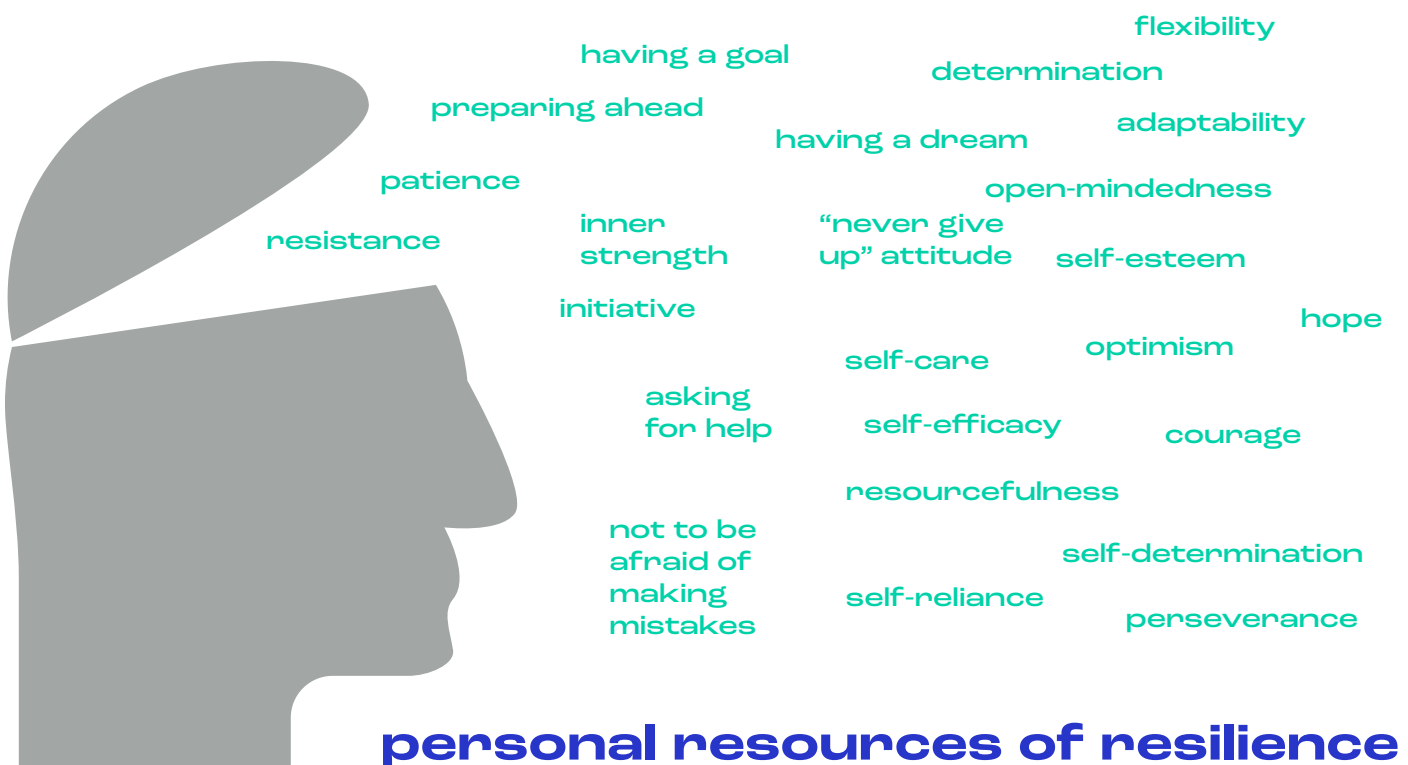 flexibility
having a goal
determination
preparing ahead
adaptability
having a dream
patience
open-mindedness
inner
strength
“never give
up” attitude
resistance
self-esteem
initiative
hope
optimism
self-care
asking
for help
self-efficacy
courage
resourcefulness
not to be
afraid of
making
mistakes
self-determination
self-reliance
perseverance
personal resources of resilience